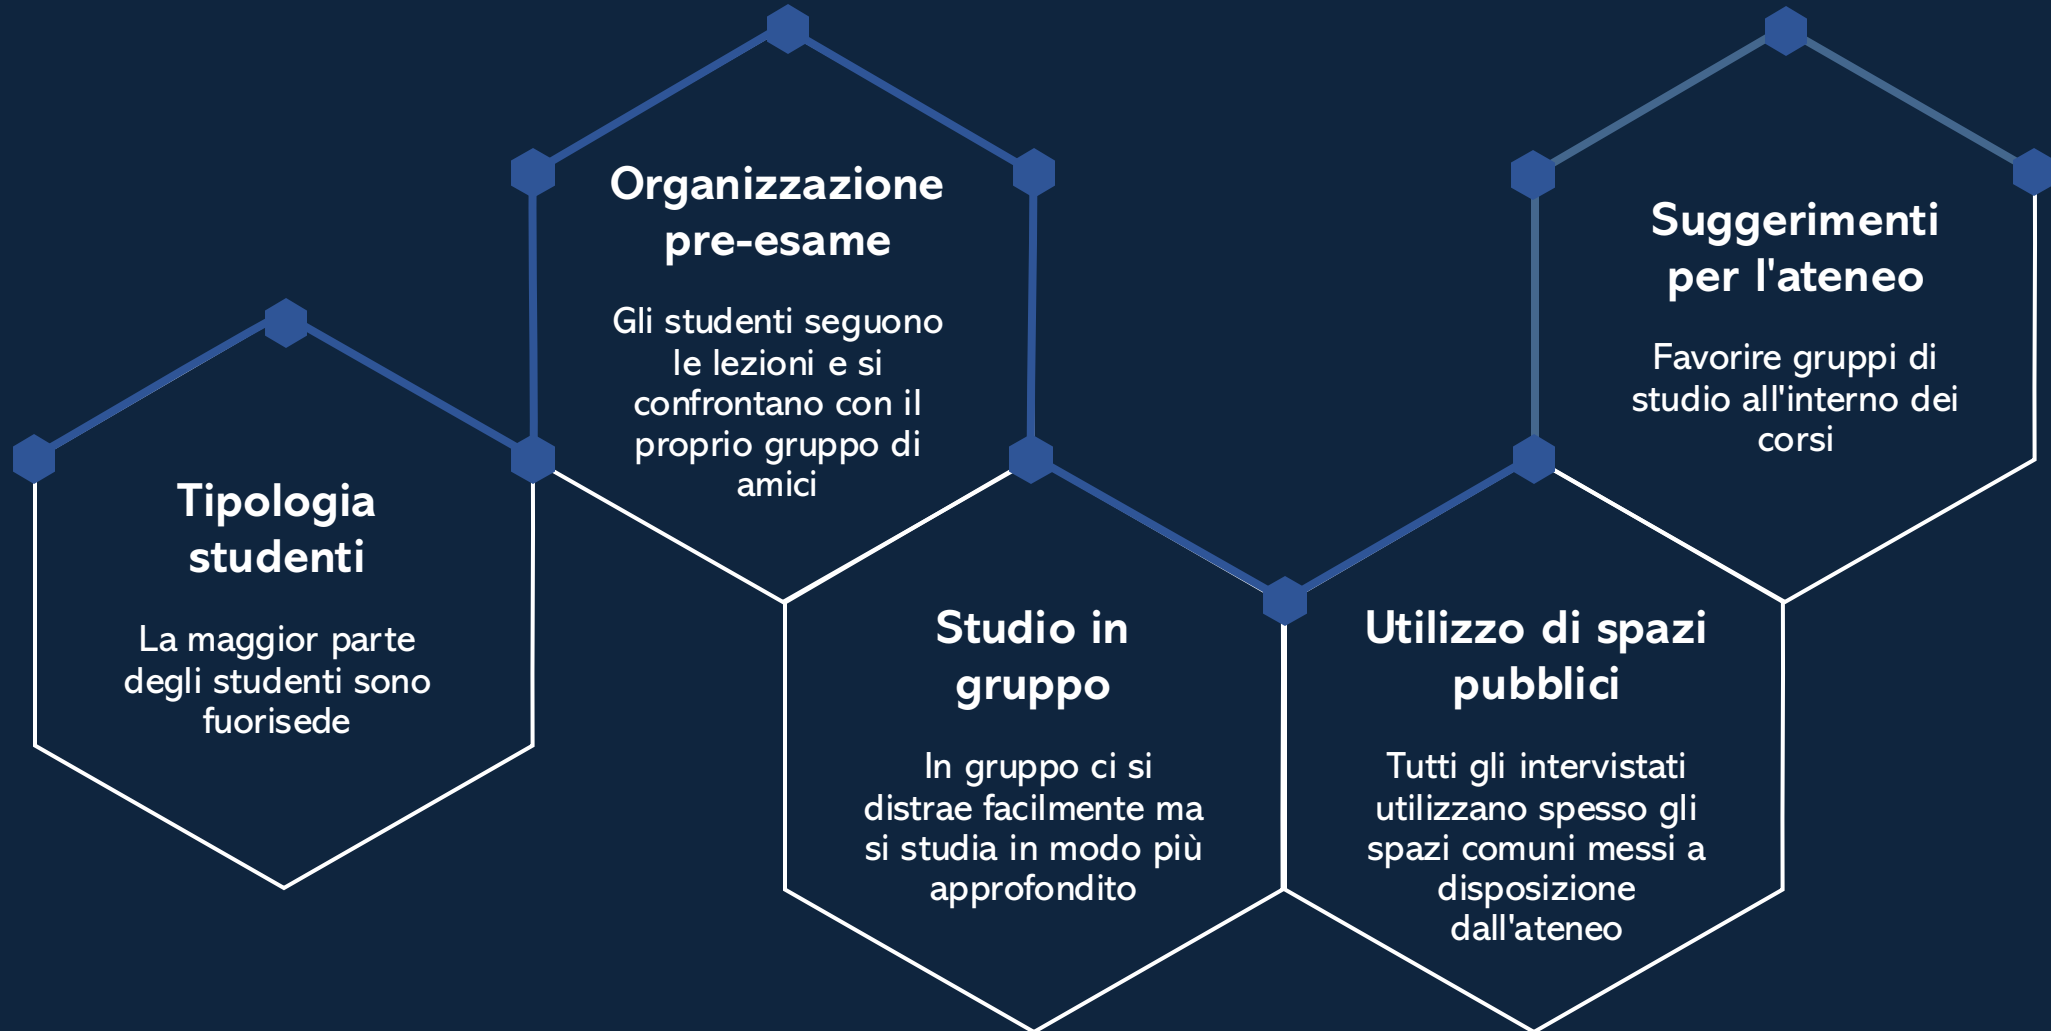 Tipologia
studenti
La maggior parte
degli studenti sono
fuorisede
Organizzazione
pre-esame
Gli studenti seguono
le lezioni e si
confrontano con il
proprio gruppo di
amici
Studio in
gruppo
In gruppo ci si
distrae facilmente ma
si studia in modo più
approfondito
Utilizzo di spazi
pubblici
Tutti gli intervistati
utilizzano spesso gli
spazi comuni messi a
disposizione
dall'ateneo
Suggerimenti
per l'ateneo
Favorire gruppi di
studio all'interno dei
corsi